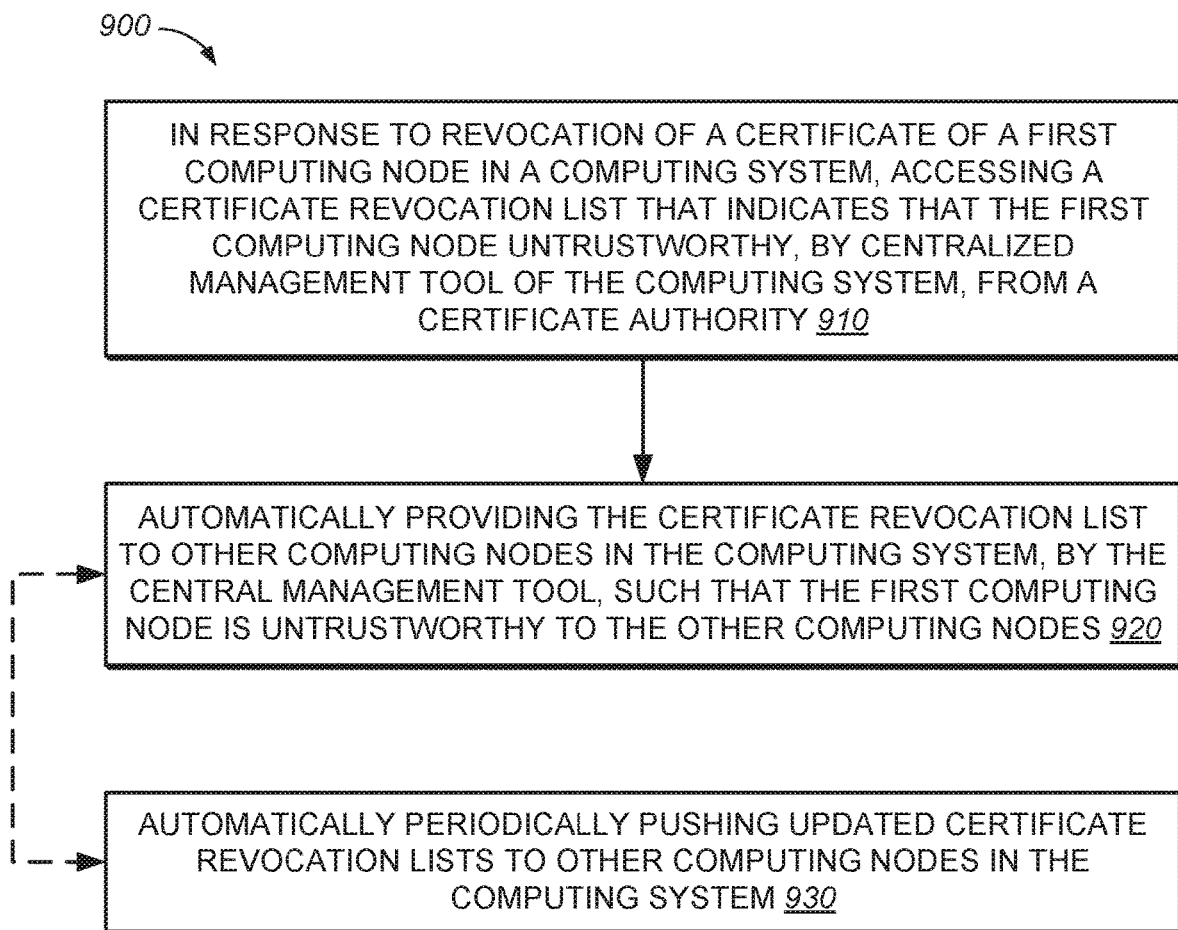 900
IN RESPONSE TO REVOCATION OF A CERTIFICATE OF A FIRST
COMPUTING NODE IN A COMPUTING SYSTEM, ACCESSING A
CERTIFICATE REVOCATION LIST THAT INDICATES THAT THE FIRST
COMPUTING NODE UNTRUSTWORTHY, BY CENTRALIZED
MANAGEMENT TOOL OF THE COMPUTING SYSTEM, FROM A
CERTIFICATE AUTHORITY 910
AUTOMATICALLY PROVIDING THE CERTIFICATE REVOCATION LIST
TO OTHER COMPUTING NODES IN THE COMPUTING SYSTEM, BY THE
CENTRAL MANAGEMENT TOOL, SUCH THAT THE FIRST COMPUTING
NODE IS UNTRUSTWORTHY TO THE OTHER COMPUTING NODES 920
AUTOMATICALLY PERIODICALLY PUSHING UPDATED CERTIFICATE
REVOCATION LISTS TO OTHER COMPUTING NODES IN THE
COMPUTING SYSTEM 930